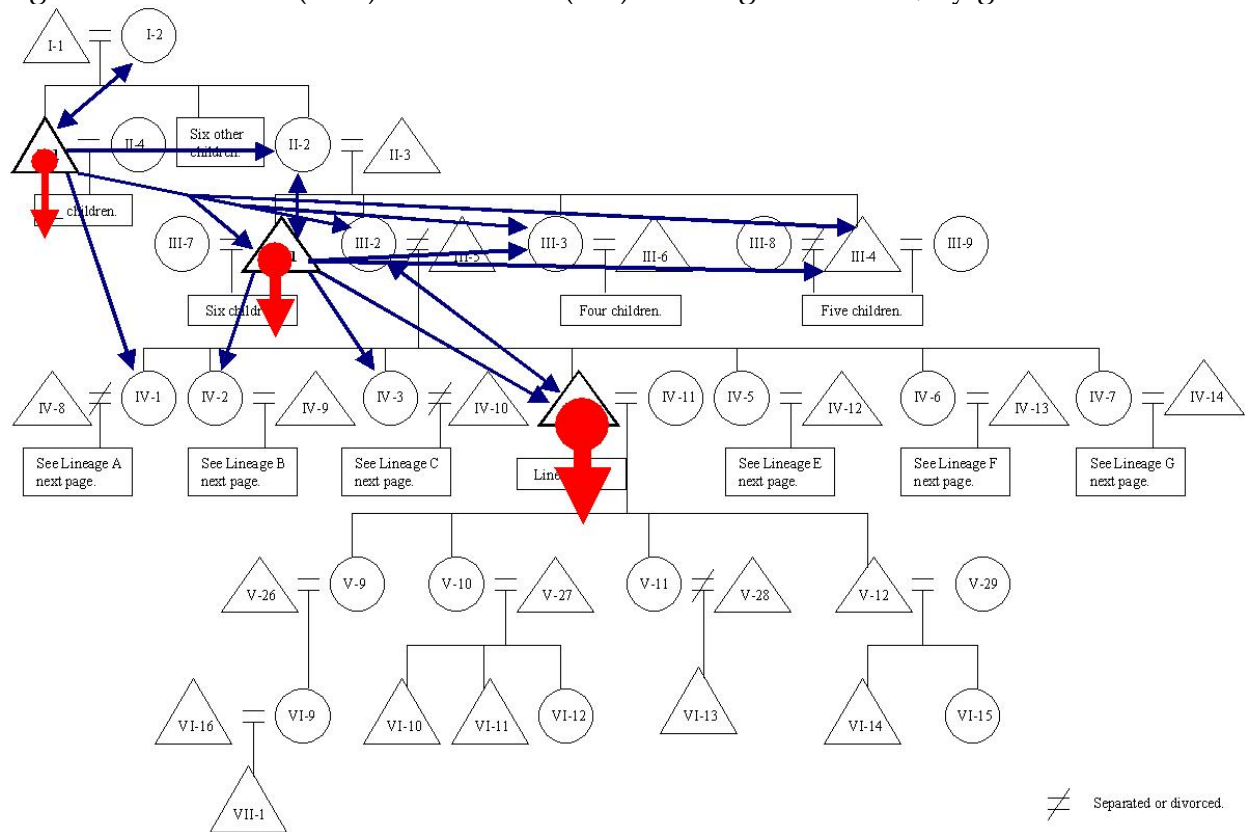 I-1
I-2
II-4
Six other
children.
II-2
II-3
children.
III-7
III-2
III-5
III-3
III-6
III-8
III-4
III-9
Six children.
Four children.
Five children.
IV-8
IV-1
IV-2
IV-9
IV-3
IV-10
IV-11
IV-5
IV-12
IV-6
IV-13
IV-7
IV-14
See Lineage A
next page.
See Lineage B
next page.
See Lineage C
next page.
See Lineage E
next page.
See Lineage F
next page.
See Lineage G
next page.
V-26
V-9
V-10
V-27
V-11
V-28
V-12
V-29
VI-16
VI-9
VI-10
VI-11
VI-12
VI-13
VI-14
VI-15
VII-1
Separated or divorced.